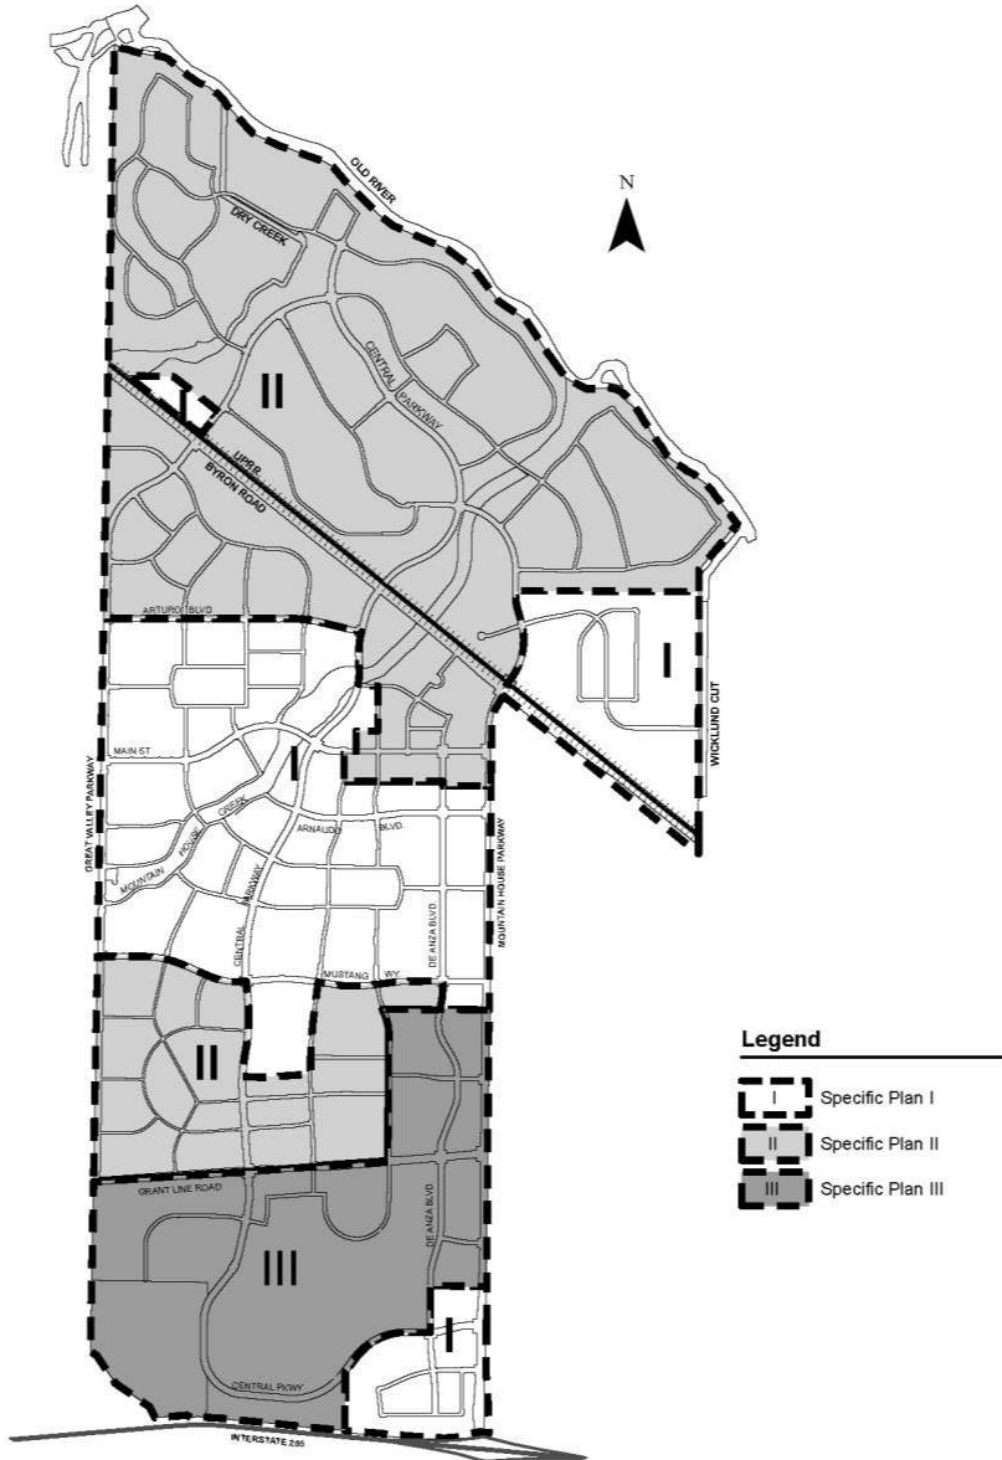 OLD RIVER
N
DRY CREEK
CENTRAL
PARKWAY
II
I
UPRR
BYRON ROAD
ARTURO BLVD
I
WICKLUND CUT
MAIN ST
I
GREAT VALLEY PARKWAY
MOUNTAIN HOUSE CREEK
ARNAUDO BLVD.
CENTRAL PARKWAY
DE ANZA BLVD.
MOUNTAIN HOUSE PARKWAY
MUSTANG WY.
II
Legend
I Specific Plan I
II Specific Plan II
III Specific Plan III
GRANT LINE ROAD
DE ANZA BLVD.
III
I
CENTRAL PKWY
INTERSTATE 205